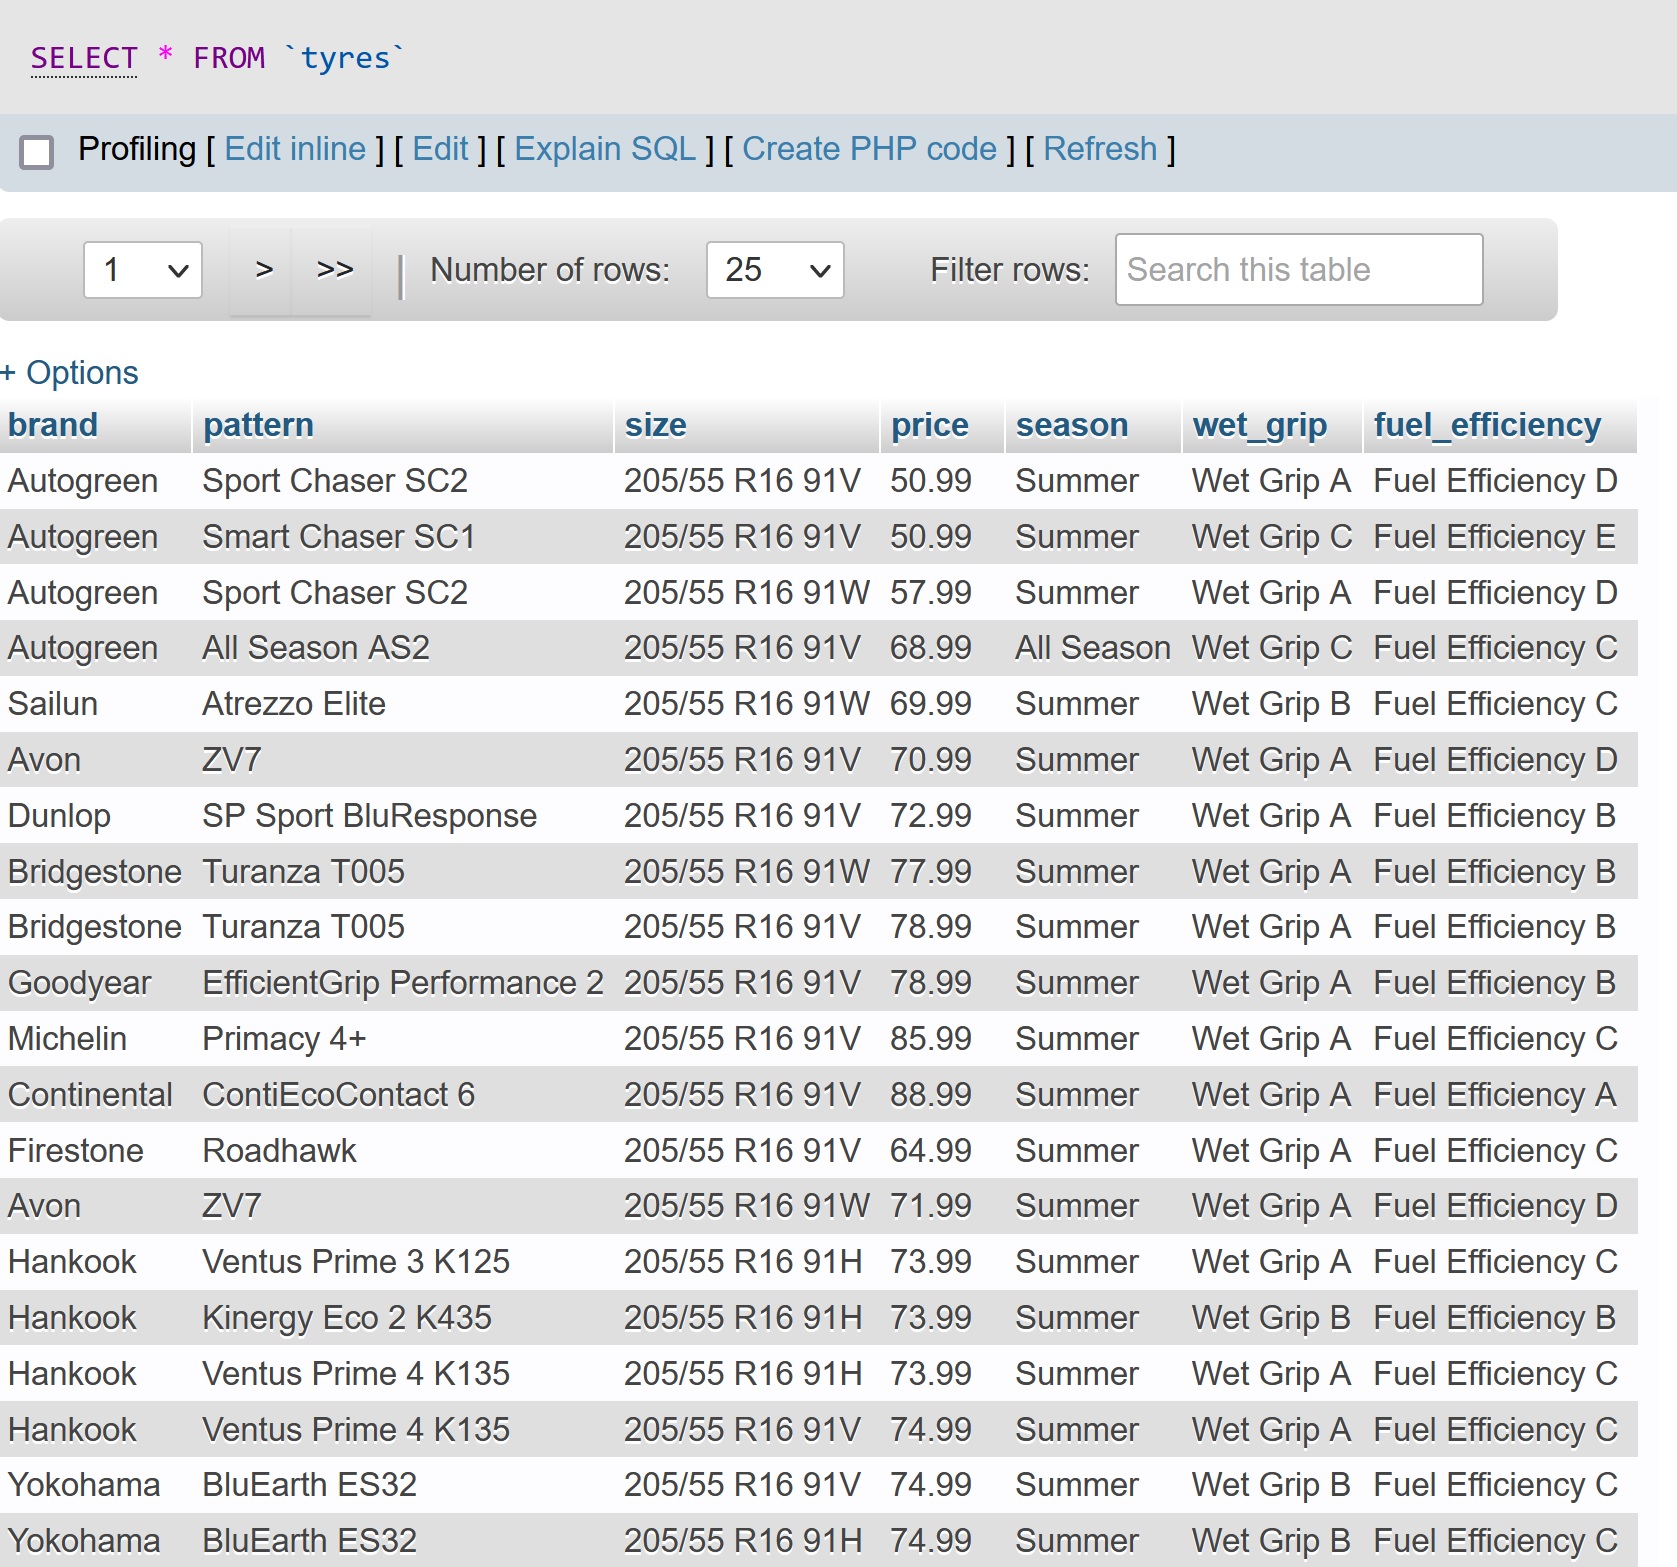 SELECT * FROM `tyres`
Profiling [ Edit inline ] [ Edit ] [ Explain SQL ] [ Create PHP code ] [ Refresh ]
1 > >> | Number of rows: 25 Filter rows: Search this table
+ Options
brand pattern size price season wet_grip fuel_efficiency
Autogreen Sport Chaser SC2 205/55 R16 91V 50.99 Summer Wet Grip A Fuel Efficiency D
Autogreen Smart Chaser SC1 205/55 R16 91V 50.99 Summer Wet Grip C Fuel Efficiency E
Autogreen Sport Chaser SC2 205/55 R16 91W 57.99 Summer Wet Grip A Fuel Efficiency D
Autogreen All Season AS2 205/55 R16 91V 68.99 All Season Wet Grip C Fuel Efficiency C
Sailun Atrezzo Elite 205/55 R16 91W 69.99 Summer Wet Grip B Fuel Efficiency C
Avon ZV7 205/55 R16 91V 70.99 Summer Wet Grip A Fuel Efficiency D
Dunlop SP Sport BluResponse 205/55 R16 91V 72.99 Summer Wet Grip A Fuel Efficiency B
Bridgestone Turanza T005 205/55 R16 91W 77.99 Summer Wet Grip A Fuel Efficiency B
Bridgestone Turanza T005 205/55 R16 91V 78.99 Summer Wet Grip A Fuel Efficiency B
Goodyear EfficientGrip Performance 2 205/55 R16 91V 78.99 Summer Wet Grip A Fuel Efficiency B
Michelin Primacy 4+ 205/55 R16 91V 85.99 Summer Wet Grip A Fuel Efficiency C
Continental ContiEcoContact 6 205/55 R16 91V 88.99 Summer Wet Grip A Fuel Efficiency A
Firestone Roadhawk 205/55 R16 91V 64.99 Summer Wet Grip A Fuel Efficiency C
Avon ZV7 205/55 R16 91W 71.99 Summer Wet Grip A Fuel Efficiency D
Hankook Ventus Prime 3 K125 205/55 R16 91H 73.99 Summer Wet Grip A Fuel Efficiency C
Hankook Kinergy Eco 2 K435 205/55 R16 91H 73.99 Summer Wet Grip B Fuel Efficiency B
Hankook Ventus Prime 4 K135 205/55 R16 91H 73.99 Summer Wet Grip A Fuel Efficiency C
Hankook Ventus Prime 4 K135 205/55 R16 91V 74.99 Summer Wet Grip A Fuel Efficiency C
Yokohama BluEarth ES32 205/55 R16 91V 74.99 Summer Wet Grip B Fuel Efficiency C
Yokohama BluEarth ES32 205/55 R16 91H 74.99 Summer Wet Grip B Fuel Efficiency C